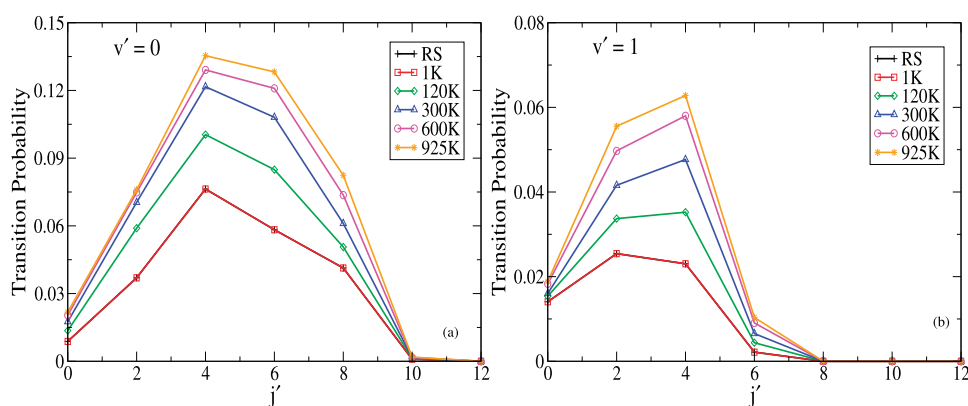 0.15
0.12
0.09
0.06
0.03
0
Transition Probability
v′ = 0
RS
1K
120K
300K
600K
925K
(a)
0 2 4 6 8 10 12
j′
0.08
0.06
0.04
0.02
0
Transition Probability
v′ = 1
RS
1K
120K
300K
600K
925K
(b)
0 2 4 6 8 10 12
j′